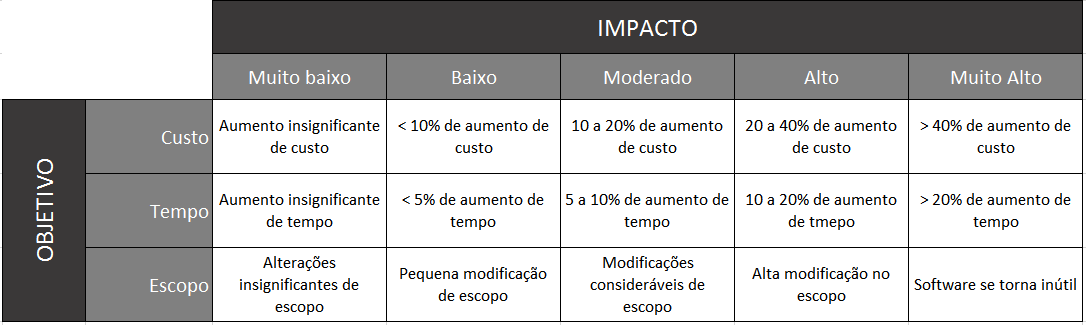 IMPACTO
Muito baixo Baixo Moderado Alto Muito Alto
OBJETIVO
Custo
Aumento insignificante
de custo
< 10% de aumento de
custo
10 a 20% de aumento
de custo
20 a 40% de aumento
de custo
> 40% de aumento de
custo
Tempo
Aumento insignificante
de tempo
< 5% de aumento de
tempo
5 a 10% de aumento de
tempo
10 a 20% de aumento
de tmepo
> 20% de aumento de
tempo
Escopo
Alterações
insignificantes de
escopo
Pequena modificação
de escopo
Modificações
consideráveis de
escopo
Alta modificação no
escopo
Software se torna inútil